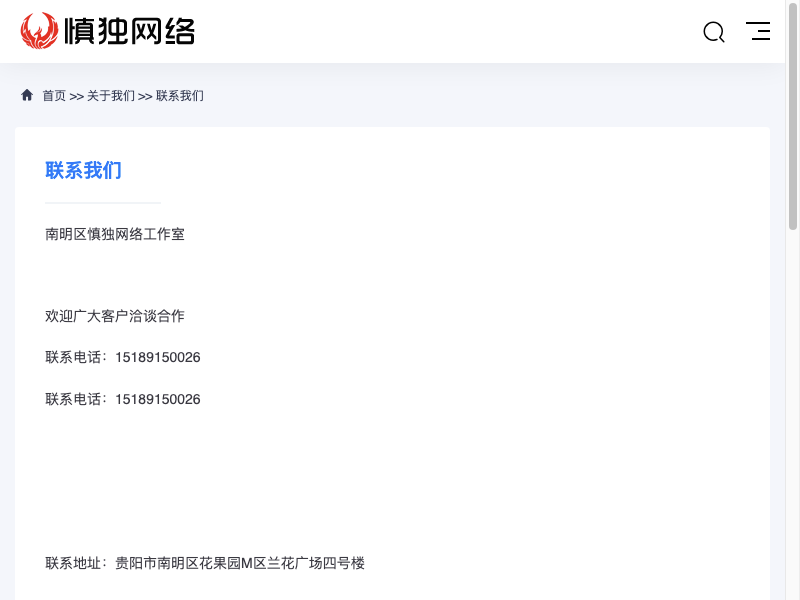 慎独网络
首页 >> 关于我们 >> 联系我们
联系我们
南明区慎独网络工作室
欢迎广大客户洽谈合作
联系电话：15189150026
联系电话：15189150026
联系地址：贵阳市南明区花果园M区兰花广场四号楼